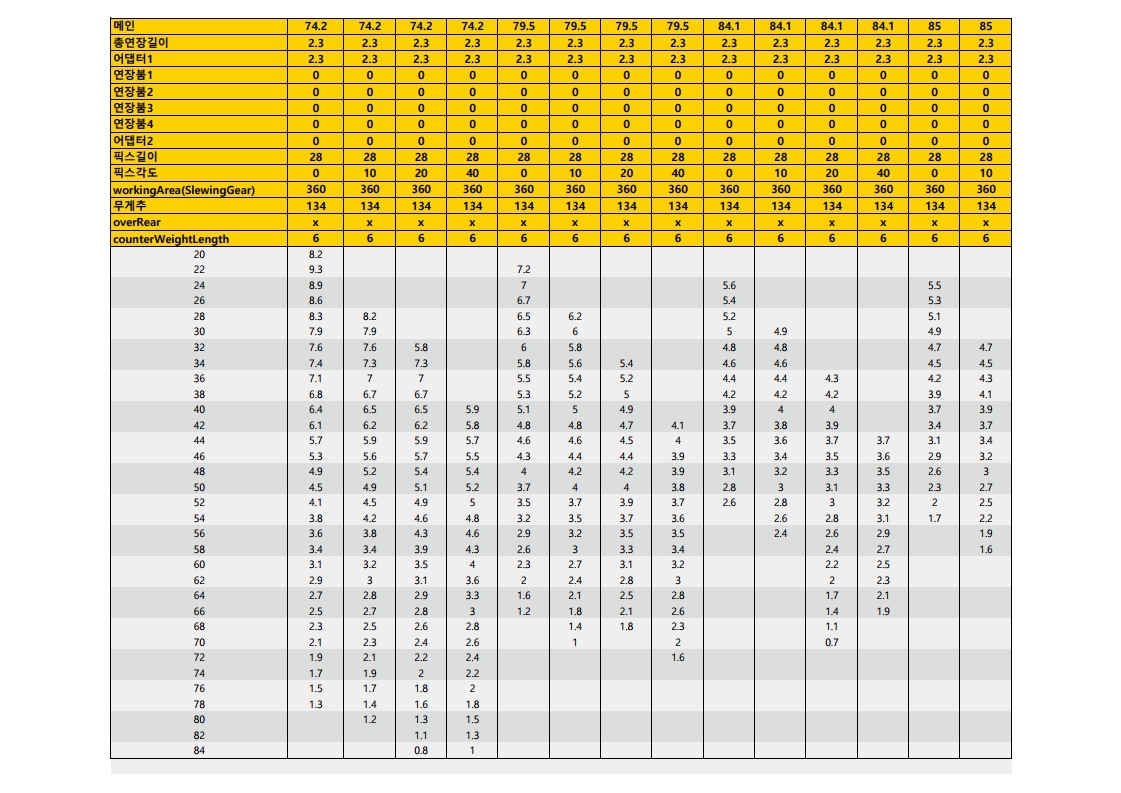 메인 74.2 74.2 74.2 74.2 79.5 79.5 79.5 79.5 84.1 84.1 84.1 84.1 85 85
총연장길이 2.3 2.3 2.3 2.3 2.3 2.3 2.3 2.3 2.3 2.3 2.3 2.3 2.3 2.3
어댑터1 2.3 2.3 2.3 2.3 2.3 2.3 2.3 2.3 2.3 2.3 2.3 2.3 2.3 2.3
연장붐1 0 0 0 0 0 0 0 0 0 0 0 0 0 0
연장붐2 0 0 0 0 0 0 0 0 0 0 0 0 0 0
연장붐3 0 0 0 0 0 0 0 0 0 0 0 0 0 0
연장붐4 0 0 0 0 0 0 0 0 0 0 0 0 0 0
어댑터2 0 0 0 0 0 0 0 0 0 0 0 0 0 0
픽스길이 28 28 28 28 28 28 28 28 28 28 28 28 28 28
픽스각도 0 10 20 40 0 10 20 40 0 10 20 40 0 10
workingArea(SlewingGear) 360 360 360 360 360 360 360 360 360 360 360 360 360 360
무게추 134 134 134 134 134 134 134 134 134 134 134 134 134 134
overRear x x x x x x x x x x x x x x
counterWeightLength 6 6 6 6 6 6 6 6 6 6 6 6 6 6
20 8.2
22 9.3 7.2
24 8.9 7 5.6 5.5
26 8.6 6.7 5.4 5.3
28 8.3 8.2 6.5 6.2 5.2 5.1
30 7.9 7.9 6.3 6 5 4.9 4.9
32 7.6 7.6 5.8 6 5.8 4.8 4.8 4.7 4.7
34 7.4 7.3 7.3 5.8 5.6 5.4 4.6 4.6 4.5 4.5
36 7.1 7 7 5.5 5.4 5.2 4.4 4.4 4.3 4.2 4.3
38 6.8 6.7 6.7 5.3 5.2 5 4.2 4.2 4.2 3.9 4.1
40 6.4 6.5 6.5 5.9 5.1 5 4.9 3.9 4 4 3.7 3.9
42 6.1 6.2 6.2 5.8 4.8 4.8 4.7 4.1 3.7 3.8 3.9 3.4 3.7
44 5.7 5.9 5.9 5.7 4.6 4.6 4.5 4 3.5 3.6 3.7 3.7 3.1 3.4
46 5.3 5.6 5.7 5.5 4.3 4.4 4.4 3.9 3.3 3.4 3.5 3.6 2.9 3.2
48 4.9 5.2 5.4 5.4 4 4.2 4.2 3.9 3.1 3.2 3.3 3.5 2.6 3
50 4.5 4.9 5.1 5.2 3.7 4 4 3.8 2.8 3 3.1 3.3 2.3 2.7
52 4.1 4.5 4.9 5 3.5 3.7 3.9 3.7 2.6 2.8 3 3.2 2 2.5
54 3.8 4.2 4.6 4.8 3.2 3.5 3.7 3.6 2.6 2.8 3.1 1.7 2.2
56 3.6 3.8 4.3 4.6 2.9 3.2 3.5 3.5 2.4 2.6 2.9 1.9
58 3.4 3.4 3.9 4.3 2.6 3 3.3 3.4 2.4 2.7 1.6
60 3.1 3.2 3.5 4 2.3 2.7 3.1 3.2 2.2 2.5
62 2.9 3 3.1 3.6 2 2.4 2.8 3 2 2.3
64 2.7 2.8 2.9 3.3 1.6 2.1 2.5 2.8 1.7 2.1
66 2.5 2.7 2.8 3 1.2 1.8 2.1 2.6 1.4 1.9
68 2.3 2.5 2.6 2.8 1.4 1.8 2.3 1.1
70 2.1 2.3 2.4 2.6 1 2 0.7
72 1.9 2.1 2.2 2.4 1.6
74 1.7 1.9 2 2.2
76 1.5 1.7 1.8 2
78 1.3 1.4 1.6 1.8
80 1.2 1.3 1.5
82 1.1 1.3
84 0.8 1